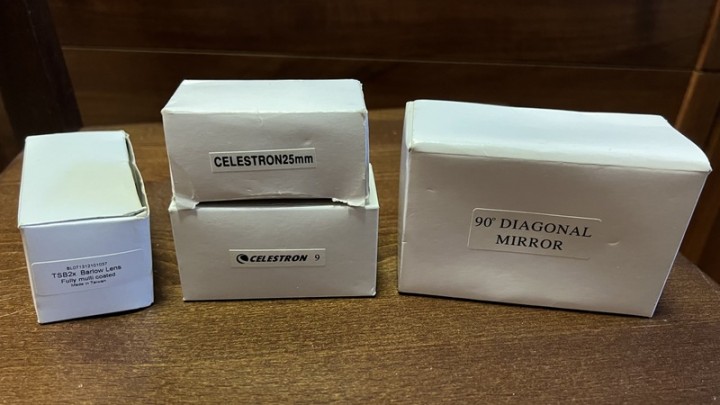 TSB2x Barlow Lens
Fully multi coated
Made in Taiwan
CELESTRON25mm
CELESTRON 9
90° DIAGONAL
MIRROR